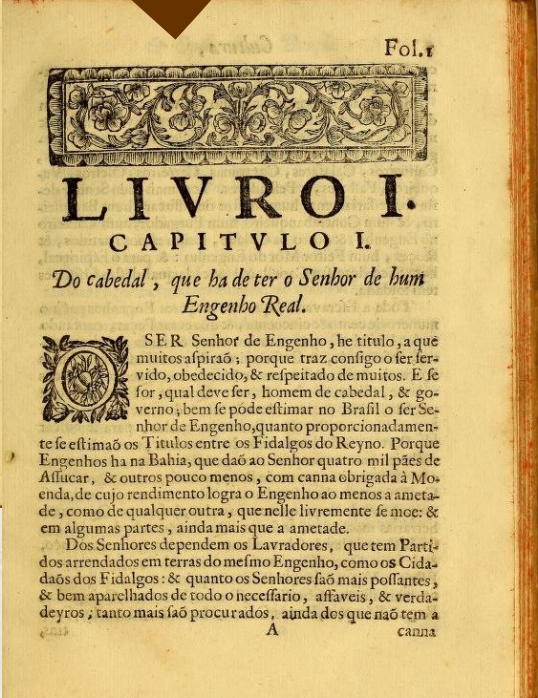 Fol.1
LIVRO I.
CAPITVLO I.
Do cabedal, que ha de ter o Senhor de hum
Engenho Real.
O SER Senhor de Engenho, he titulo, a que
muitos aſpiraõ; porque traz conſigo o ſer ſer-
vido, obedecido, & reſpeitado de muitos. E ſe
for, qual deve ſer, homem de cabedal, & go-
verno; bem ſe póde eſtimar no Braſil o ſer Se-
nhor de Engenho, quanto proporcionadamen-
te ſe eſtimaõ os Titulos entre os Fidalgos do Reyno. Porque
Engenhos ha na Bahia, que daõ ao Senhor quatro mil pães de
Aſſucar, & outros pouco menos, com canna obrigada à Mo-
enda, de cujo rendimento logra o Engenho ao menos a ameta-
de, como de qualquer outra, que nelle livremente ſe moe: &
em algumas partes, ainda mais que a ametade.
Dos Senhores dependem os Lavradores, que tem Parti-
dos arrendados em terras do meſmo Engenho, como os Cida-
daõs dos Fidalgos: & quanto os Senhores ſaõ mais poſſantes,
& bem aparelhados de todo o neceſſario, affaveis, & verda-
deyros; tanto mais ſaõ procurados, ainda dos que naõ tem a
A canna